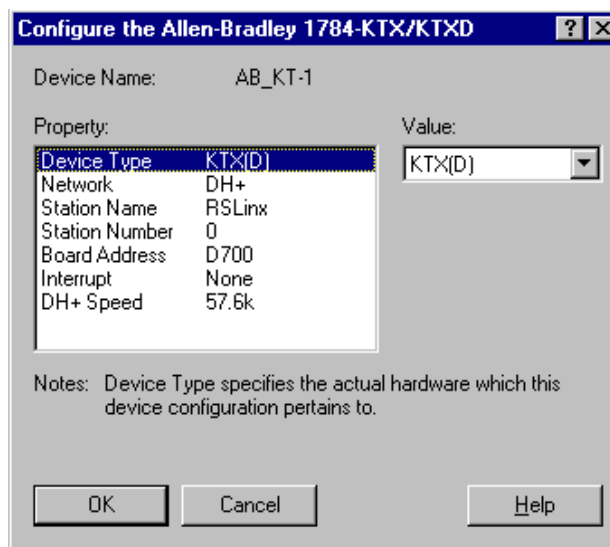 Configure the Allen-Bradley 1784-KTX/KTXD
Device Name: AB_KT-1
Property: Value:
Device Type KTX(D) KTX(D)
Network DH+
Station Name RSLinx
Station Number 0
Board Address D700
Interrupt None
DH+ Speed 57.6k
Notes: Device Type specifies the actual hardware which this
device configuration pertains to.
OK Cancel Help